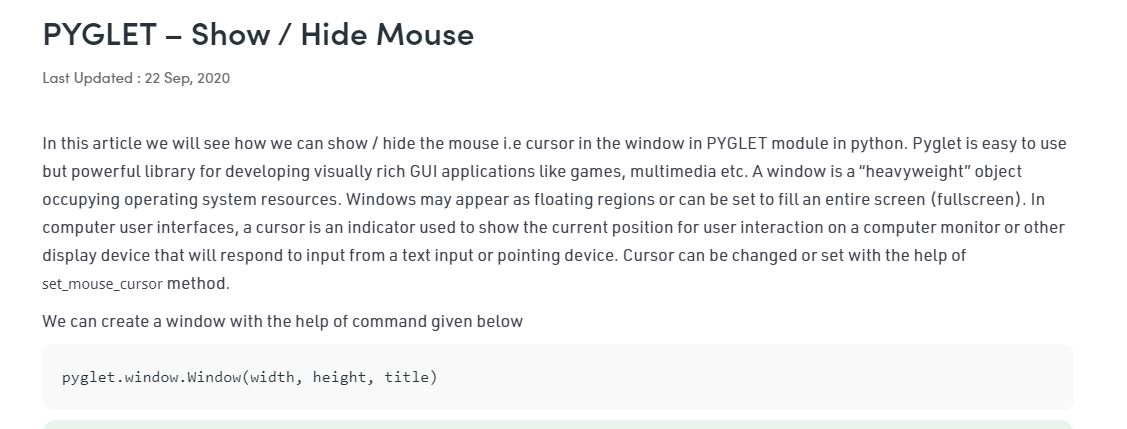 PYGLET – Show / Hide Mouse
Last Updated : 22 Sep, 2020
In this article we will see how we can show / hide the mouse i.e cursor in the window in PYGLET module in python. Pyglet is easy to use
but powerful library for developing visually rich GUI applications like games, multimedia etc. A window is a “heavyweight” object
occupying operating system resources. Windows may appear as floating regions or can be set to fill an entire screen (fullscreen). In
computer user interfaces, a cursor is an indicator used to show the current position for user interaction on a computer monitor or other
display device that will respond to input from a text input or pointing device. Cursor can be changed or set with the help of
set_mouse_cursor method.
We can create a window with the help of command given below
pyglet.window.Window(width, height, title)